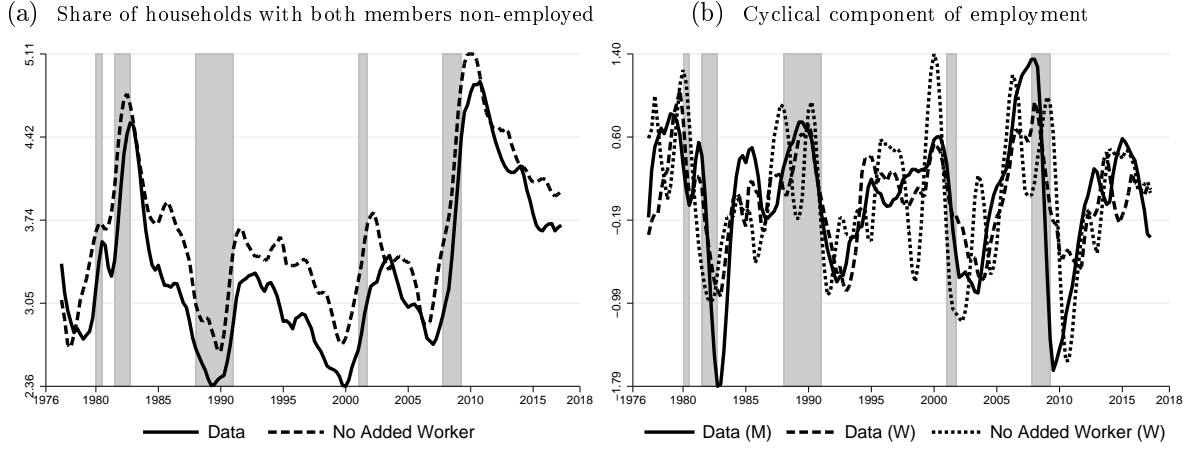 (a) Share of households with both members non-employed
5.11
4.42
3.74
3.05
2.36
1976 1980 1985 1990 1995 2000 2005 2010 2015 2018
Data No Added Worker
(b) Cyclical component of employment
1.40
0.60
-0.19
-0.99
-1.79
1976 1980 1985 1990 1995 2000 2005 2010 2015 2018
Data (M) Data (W) No Added Worker (W)